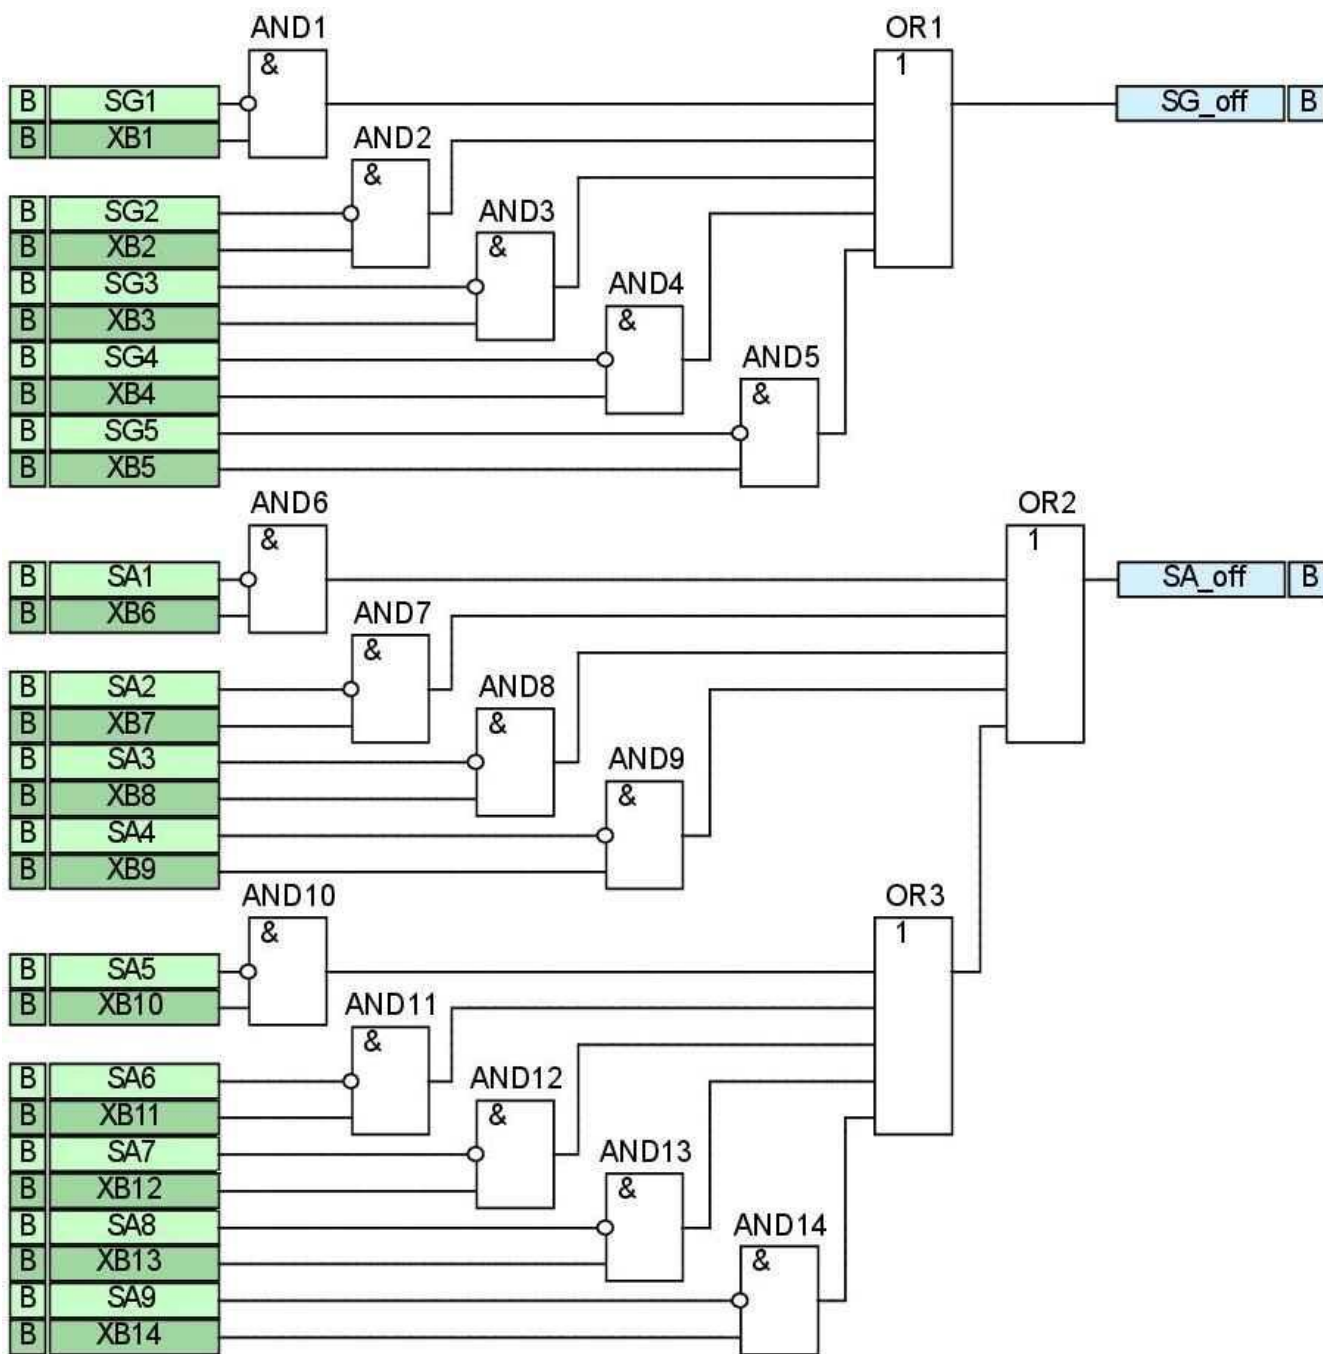 AND1
OR1
&
1
B SG1
SG_off B
B XB1
AND2
&
B SG2
AND3
B XB2
&
B SG3
AND4
B XB3
&
B SG4
AND5
B XB4
&
B SG5
B XB5
AND6
OR2
&
1
B SA1
SA_off B
B XB6
AND7
&
B SA2
AND8
B XB7
&
B SA3
AND9
B XB8
&
B SA4
B XB9
AND10
OR3
&
1
B SA5
B XB10
AND11
&
B SA6
AND12
B XB11
&
B SA7
AND13
B XB12
&
B SA8
AND14
B XB13
&
B SA9
B XB14